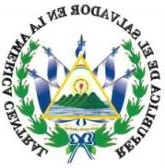 REPUBLICA DE EL SALVADOR EN LA AMERICA CENTRAL